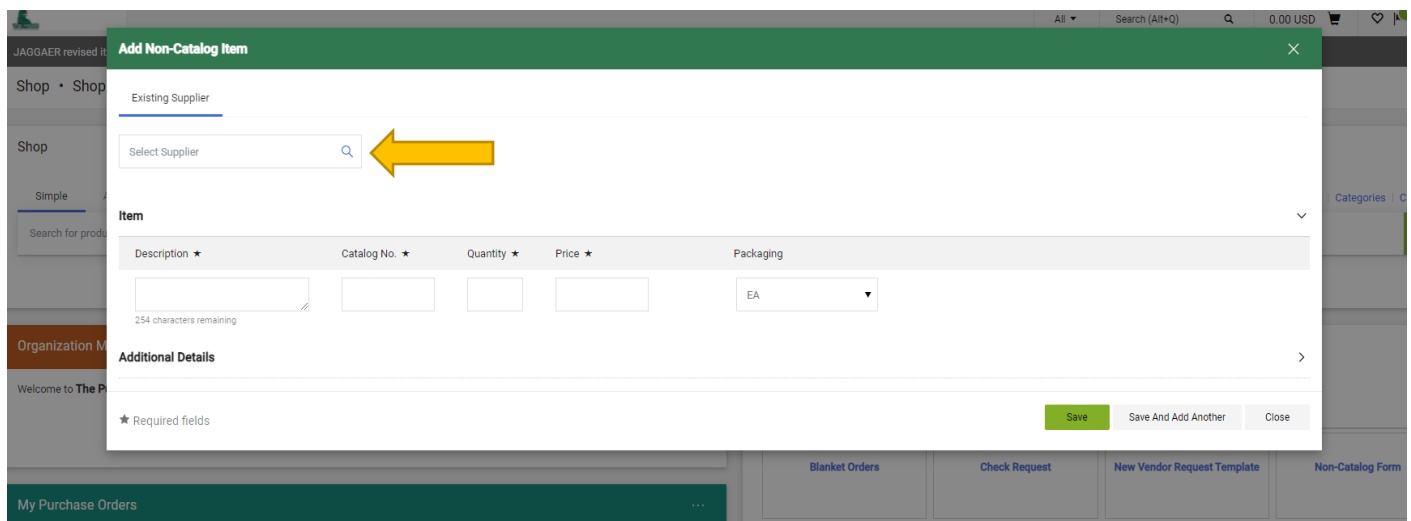 All Search (Alt+Q) 0.00 USD
JAGGAER revised it
Add Non-Catalog Item
Shop • Shop
Existing Supplier
Shop
Select Supplier
Simple
Categories
Item
Search for produ
Description ★ Catalog No. ★ Quantity ★ Price ★ Packaging
EA
254 characters remaining
Organization M
Additional Details
Welcome to The P
★ Required fields
Save Save And Add Another Close
Blanket Orders Check Request New Vendor Request Template Non-Catalog Form
My Purchase Orders